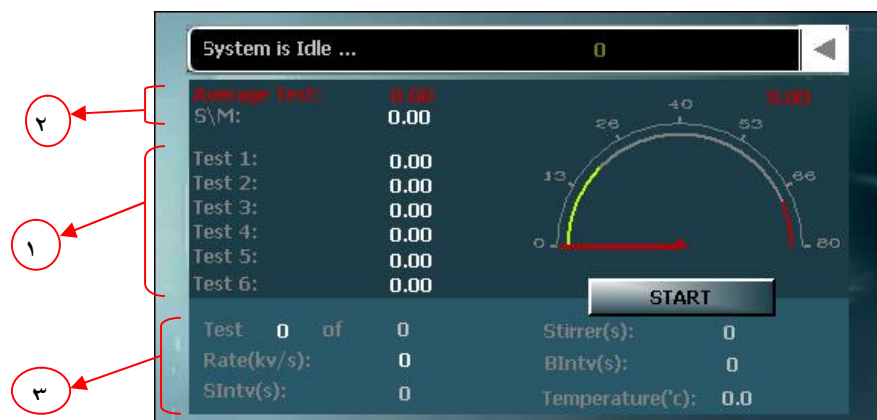 System is Idle ... 0
۲
Average Test: 0.00 0.00
S\M: 0.00
۱
Test 1: 0.00
Test 2: 0.00
Test 3: 0.00
Test 4: 0.00
Test 5: 0.00
Test 6: 0.00
0 13 26 40 53 66 80
START
۳
Test 0 of 0 Stirrer(s): 0
Rate(kv/s): 0 BIntv(s): 0
SIntv(s): 0 Temperature('c): 0.0